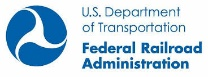 U.S. Department
of Transportation
Federal Railroad
Administration